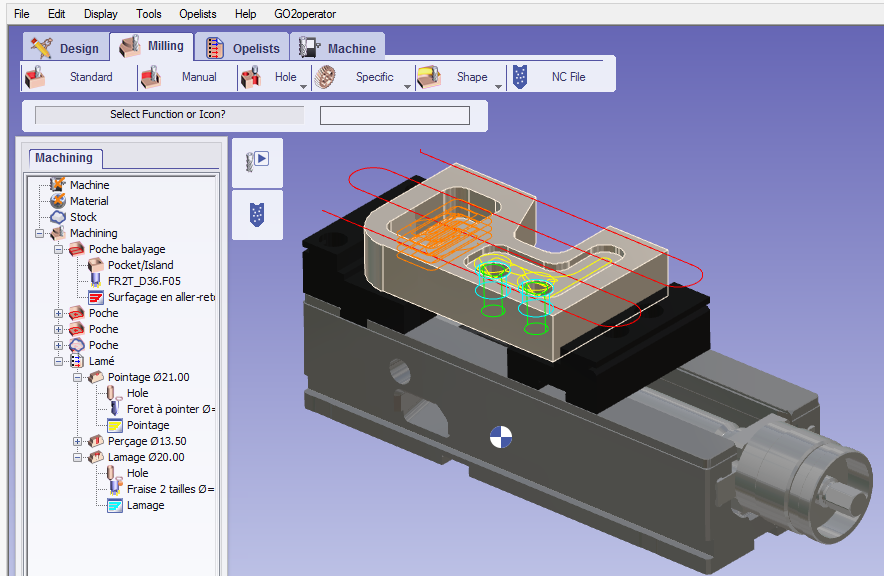 File Edit Display Tools Opelists Help GO2operator
Design Milling Opelists Machine
Standard Manual Hole Specific Shape NC File
Select Function or Icon?
Machining
Machine
Material
Stock
Machining
Poche balayage
Pocket/Island
FR2T_D36.F05
Surfaçage en aller-ret
Poche
Poche
Poche
Lamé
Pointage Ø21.00
Hole
Foret à pointer Ø=
Pointage
Perçage Ø13.50
Lamage Ø20.00
Hole
Fraise 2 tailles Ø=
Lamage